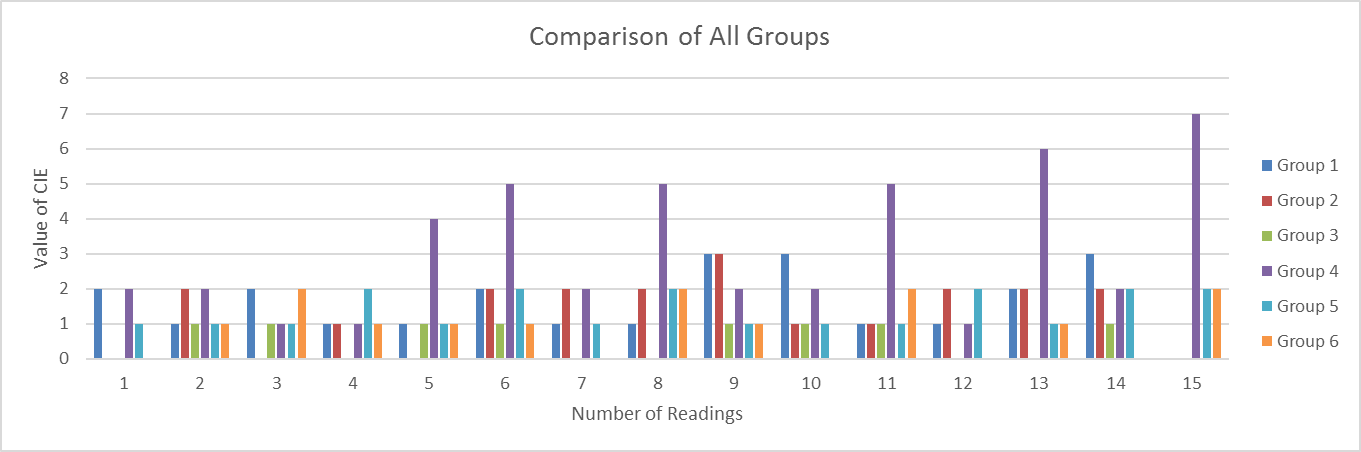 Comparison of All Groups
8
7
6
5
4
3
2
1
0
Value of CIE
1 2 3 4 5 6 7 8 9 10 11 12 13 14 15
Number of Readings
Group 1
Group 2
Group 3
Group 4
Group 5
Group 6